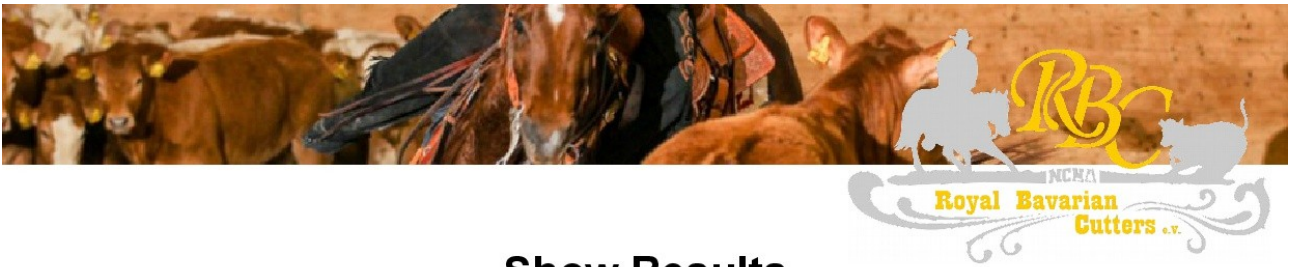 RBC
NCHA
Royal Bavarian
Cutters e.V.
Show Results